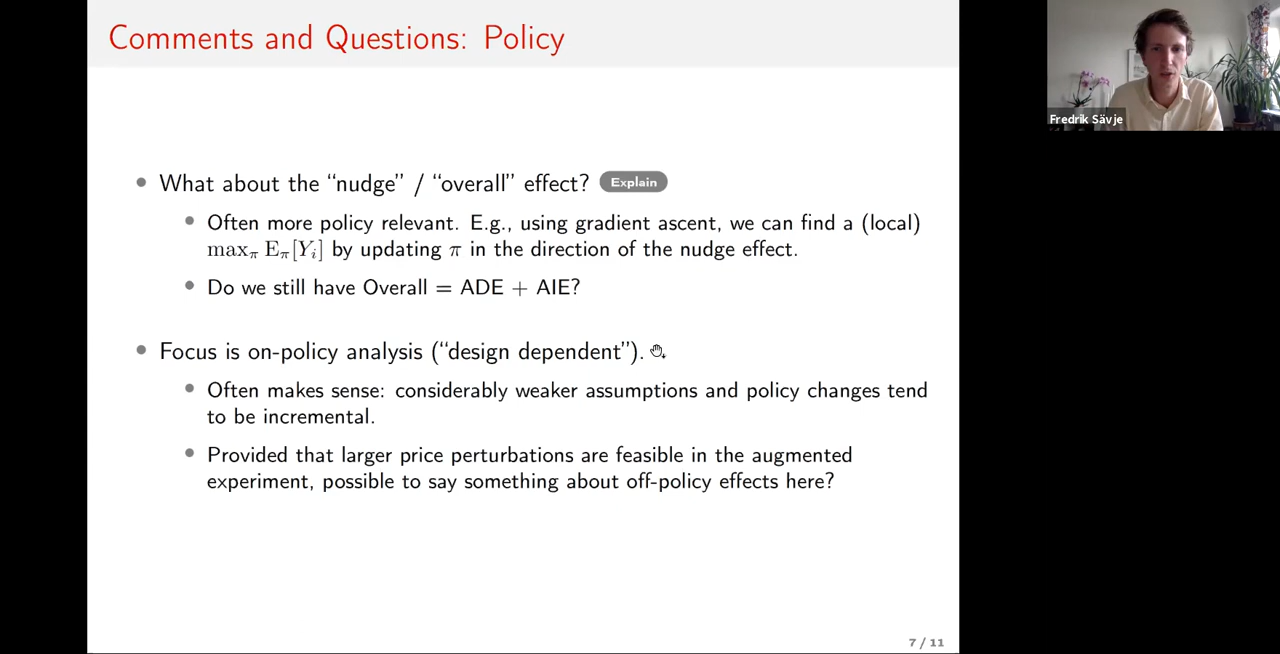 Comments and Questions: Policy
Fredrik Sävje
• What about the “nudge” / “overall” effect? Explain
• Often more policy relevant. E.g., using gradient ascent, we can find a (local)
max_π E_π[Y_i] by updating π in the direction of the nudge effect.
• Do we still have Overall = ADE + AIE?
• Focus is on-policy analysis (“design dependent”).
• Often makes sense: considerably weaker assumptions and policy changes tend
to be incremental.
• Provided that larger price perturbations are feasible in the augmented
experiment, possible to say something about off-policy effects here?
7 / 11